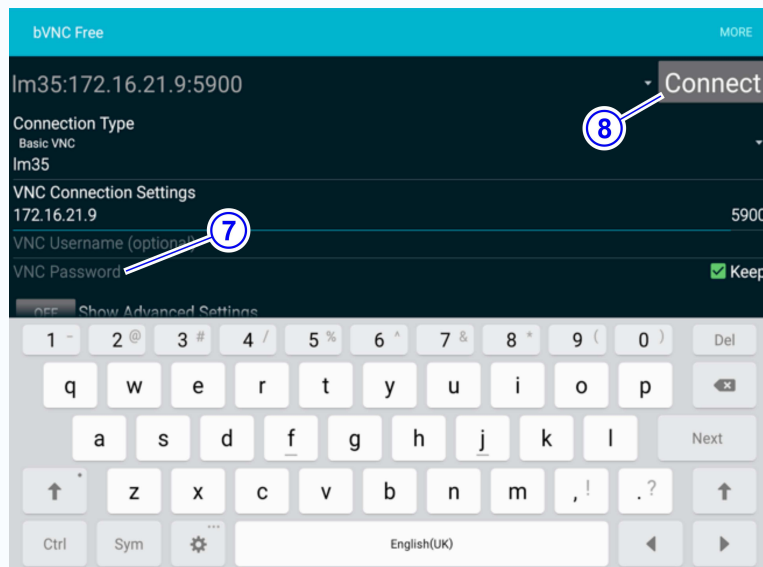 bVNC Free MORE
lm35:172.16.21.9:5900 Connect
8
Connection Type
Basic VNC
lm35
VNC Connection Settings
172.16.21.9 5900
7
VNC Username (optional)
VNC Password Keep
OFF Show Advanced Settings
1 - 2 @ 3 # 4 / 5 % 6 ^ 7 & 8 * 9 ( 0 ) Del
q w e r t y u i o p
a s d f g h j k l Next
z x c v b n m , ! . ?
Ctrl Sym English(UK)